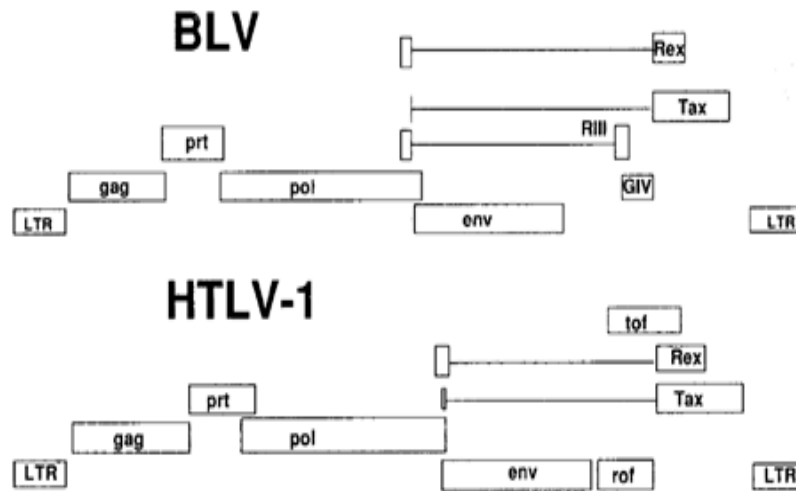 BLV
Rex
Tax
RIII
prt
gag
pol
GIV
LTR
env
LTR
HTLV-1
tof
Rex
prt
Tax
gag
pol
LTR
env
rof
LTR